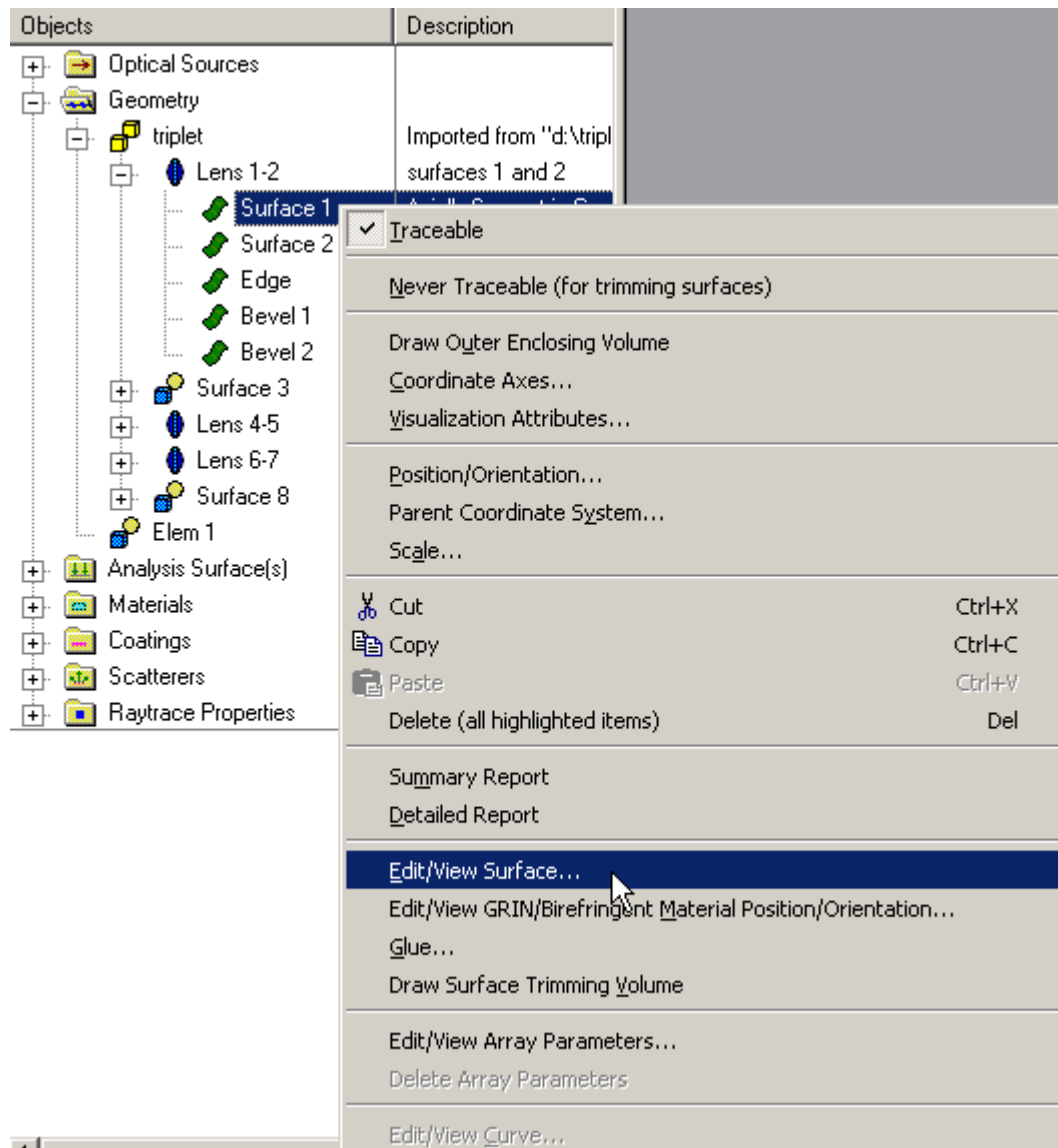 Objects Description
Optical Sources
Geometry
triplet Imported from "d:\tripl
Lens 1-2 surfaces 1 and 2
Surface 1
Surface 2
Edge
Bevel 1
Bevel 2
Surface 3
Lens 4-5
Lens 6-7
Surface 8
Elem 1
Analysis Surface(s)
Materials
Coatings
Scatterers
Raytrace Properties
Traceable
Never Traceable (for trimming surfaces)
Draw Outer Enclosing Volume
Coordinate Axes...
Visualization Attributes...
Position/Orientation...
Parent Coordinate System...
Scale...
Cut Ctrl+X
Copy Ctrl+C
Paste Ctrl+V
Delete (all highlighted items) Del
Summary Report
Detailed Report
Edit/View Surface...
Edit/View GRIN/Birefringent Material Position/Orientation...
Glue...
Draw Surface Trimming Volume
Edit/View Array Parameters...
Delete Array Parameters
Edit/View Curve...